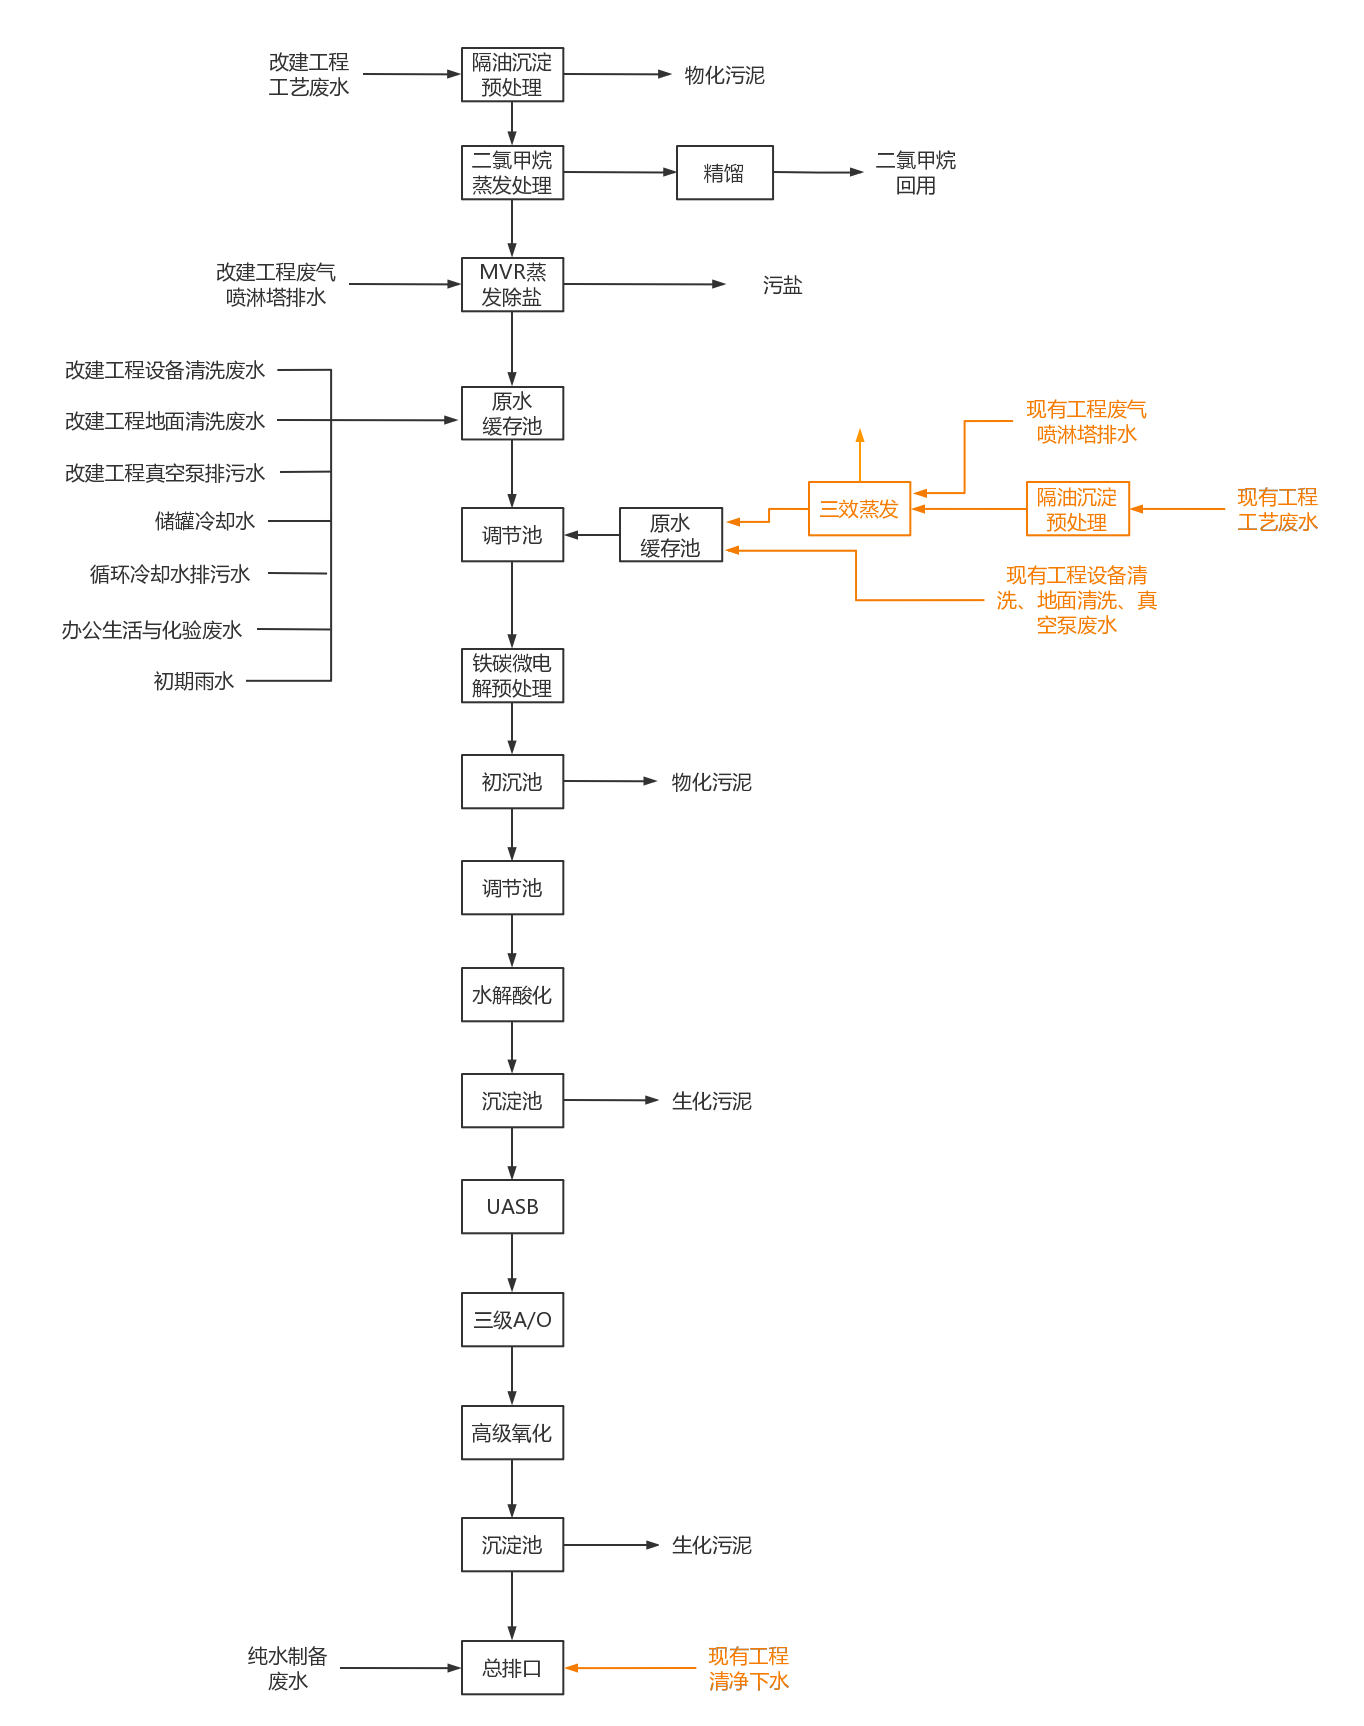 改建工程
工艺废水
隔油沉淀
预处理
物化污泥
二氯甲烷
蒸发处理
精馏
二氯甲烷
回用
改建工程废气
喷淋塔排水
MVR蒸
发除盐
污盐
改建工程设备清洗废水
改建工程地面清洗废水
改建工程真空泵排污水
储罐冷却水
循环冷却水排污水
办公生活与化验废水
初期雨水
原水
缓存池
现有工程废气
喷淋塔排水
调节池
原水
缓存池
三效蒸发
隔油沉淀
预处理
现有工程
工艺废水
现有工程设备清
洗、地面清洗、真
空泵废水
铁碳微电
解预处理
初沉池
物化污泥
调节池
水解酸化
沉淀池
生化污泥
UASB
三级A/O
高级氧化
沉淀池
生化污泥
纯水制备
废水
总排口
现有工程
清净下水